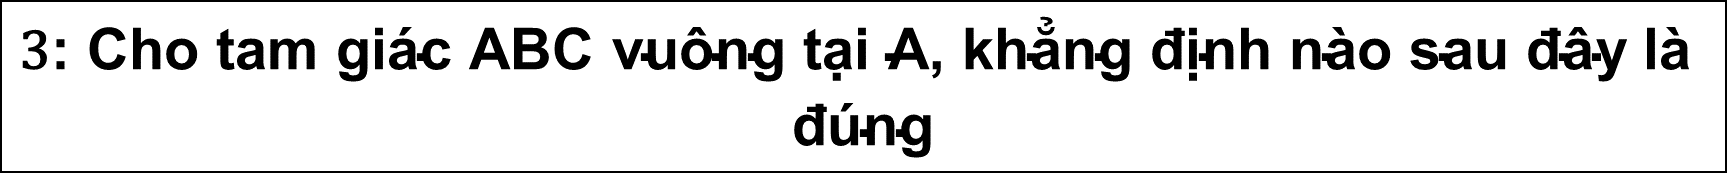 3: Cho tam giác ABC vuông tại A, khẳng định nào sau đây là
đúng